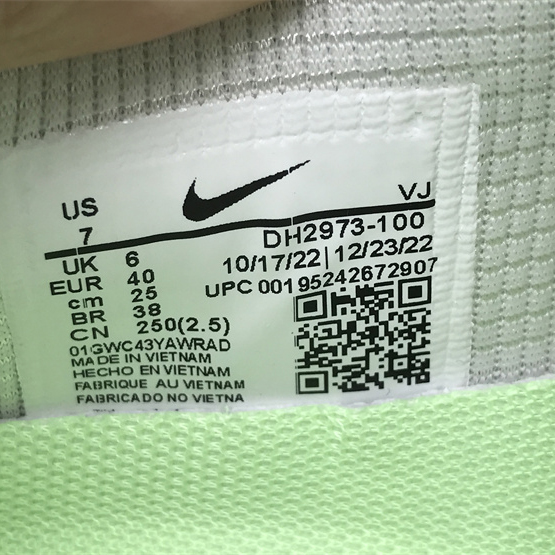 US 7
VJ
DH2973-100
10/17/22|12/23/22
UPC 00195242672907
UK 6
EUR 40
cm 25
BR 38
CN 250(2.5)
01GWC43YAWRAD
MADE IN VIETNAM
HECHO EN VIETNAM
FABRIQUE AU VIETNAM
FABRICADO NO VIETNA